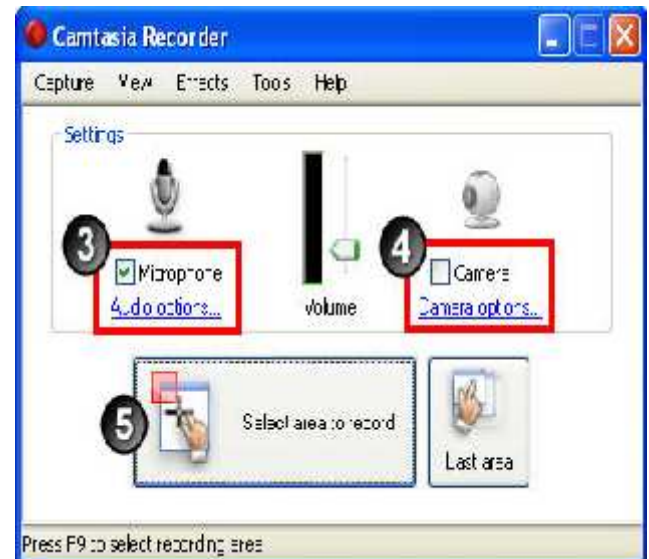 Camtasia Recorder
Capture View Effects Tools Help
Settings
3
4
Microphone
Camera
Audio options...
Volume
Camera options...
5
Select area to record
Last area
Press F9 to select recording area